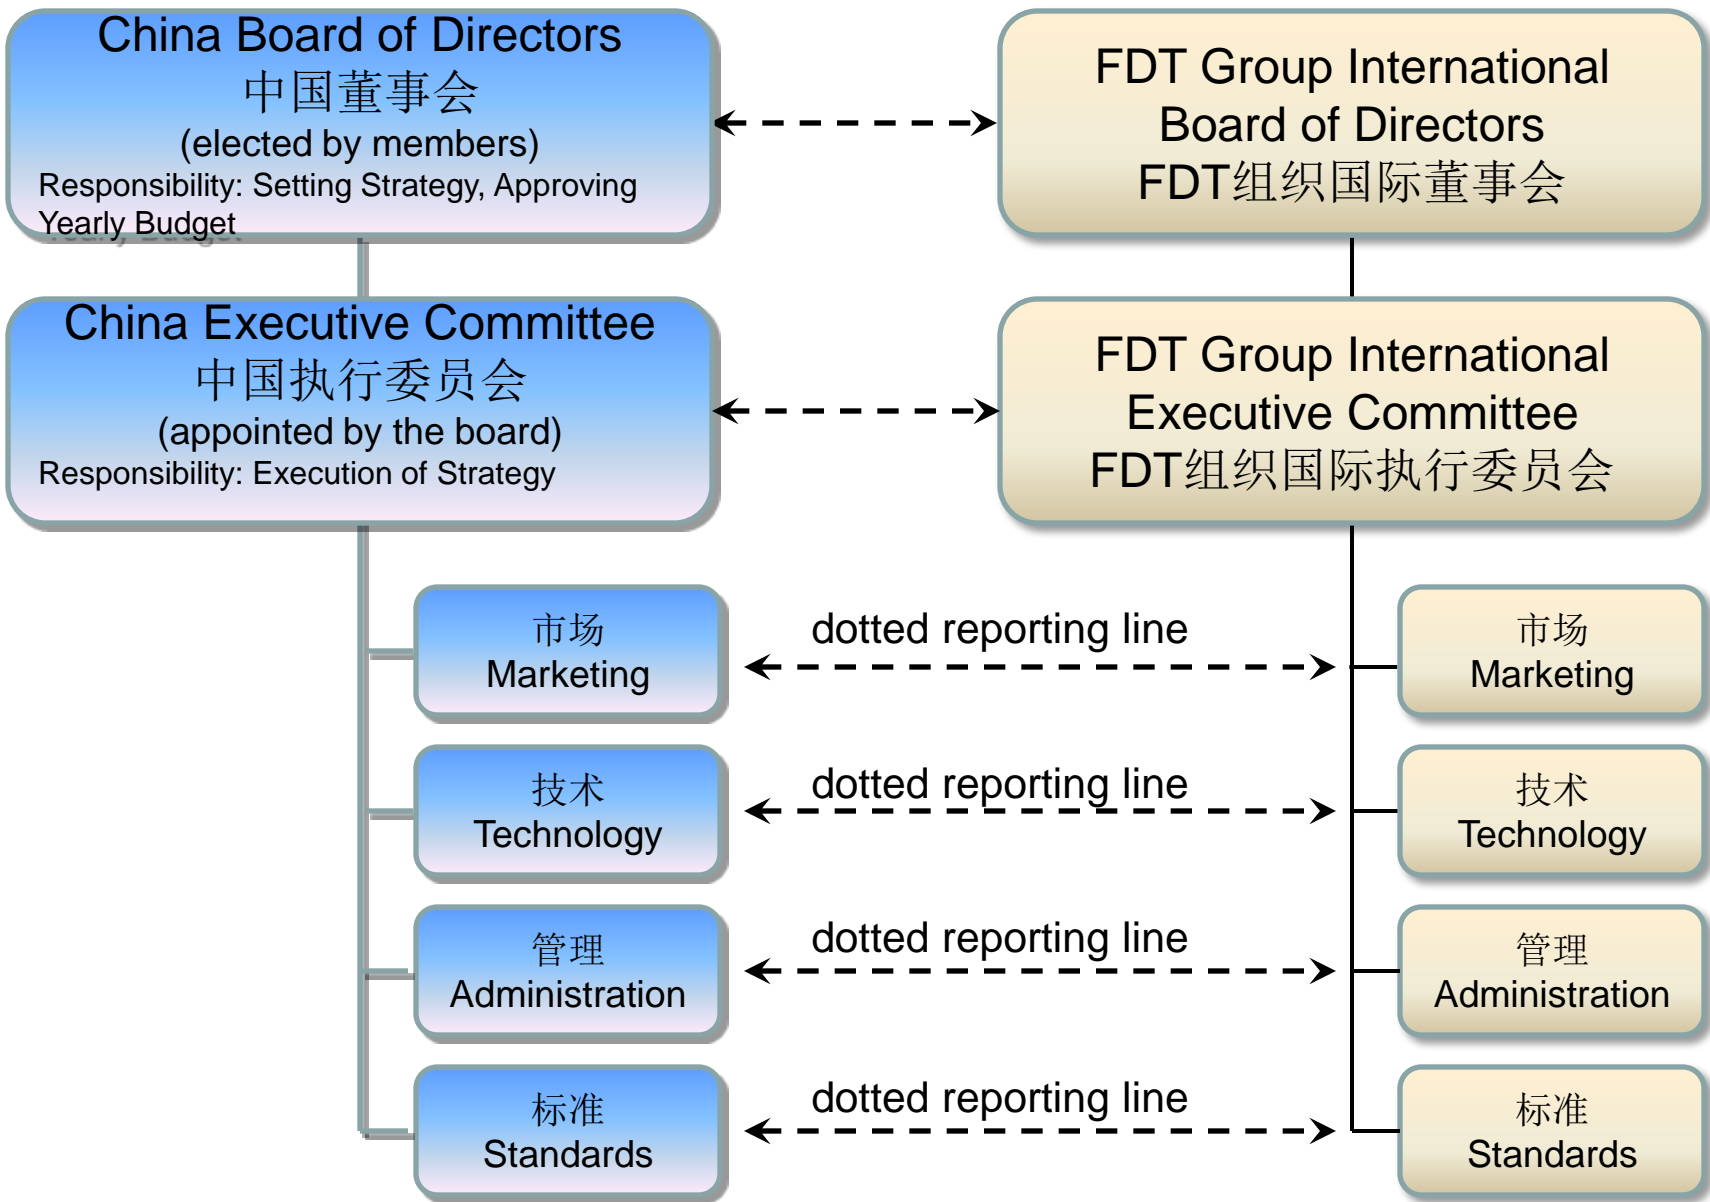 China Board of Directors
中国董事会
(elected by members)
Responsibility: Setting Strategy, Approving
Yearly Budget
FDT Group International
Board of Directors
FDT组织国际董事会
China Executive Committee
中国执行委员会
(appointed by the board)
Responsibility: Execution of Strategy
FDT Group International
Executive Committee
FDT组织国际执行委员会
市场
Marketing
dotted reporting line
市场
Marketing
技术
Technology
dotted reporting line
技术
Technology
管理
Administration
dotted reporting line
管理
Administration
标准
Standards
dotted reporting line
标准
Standards